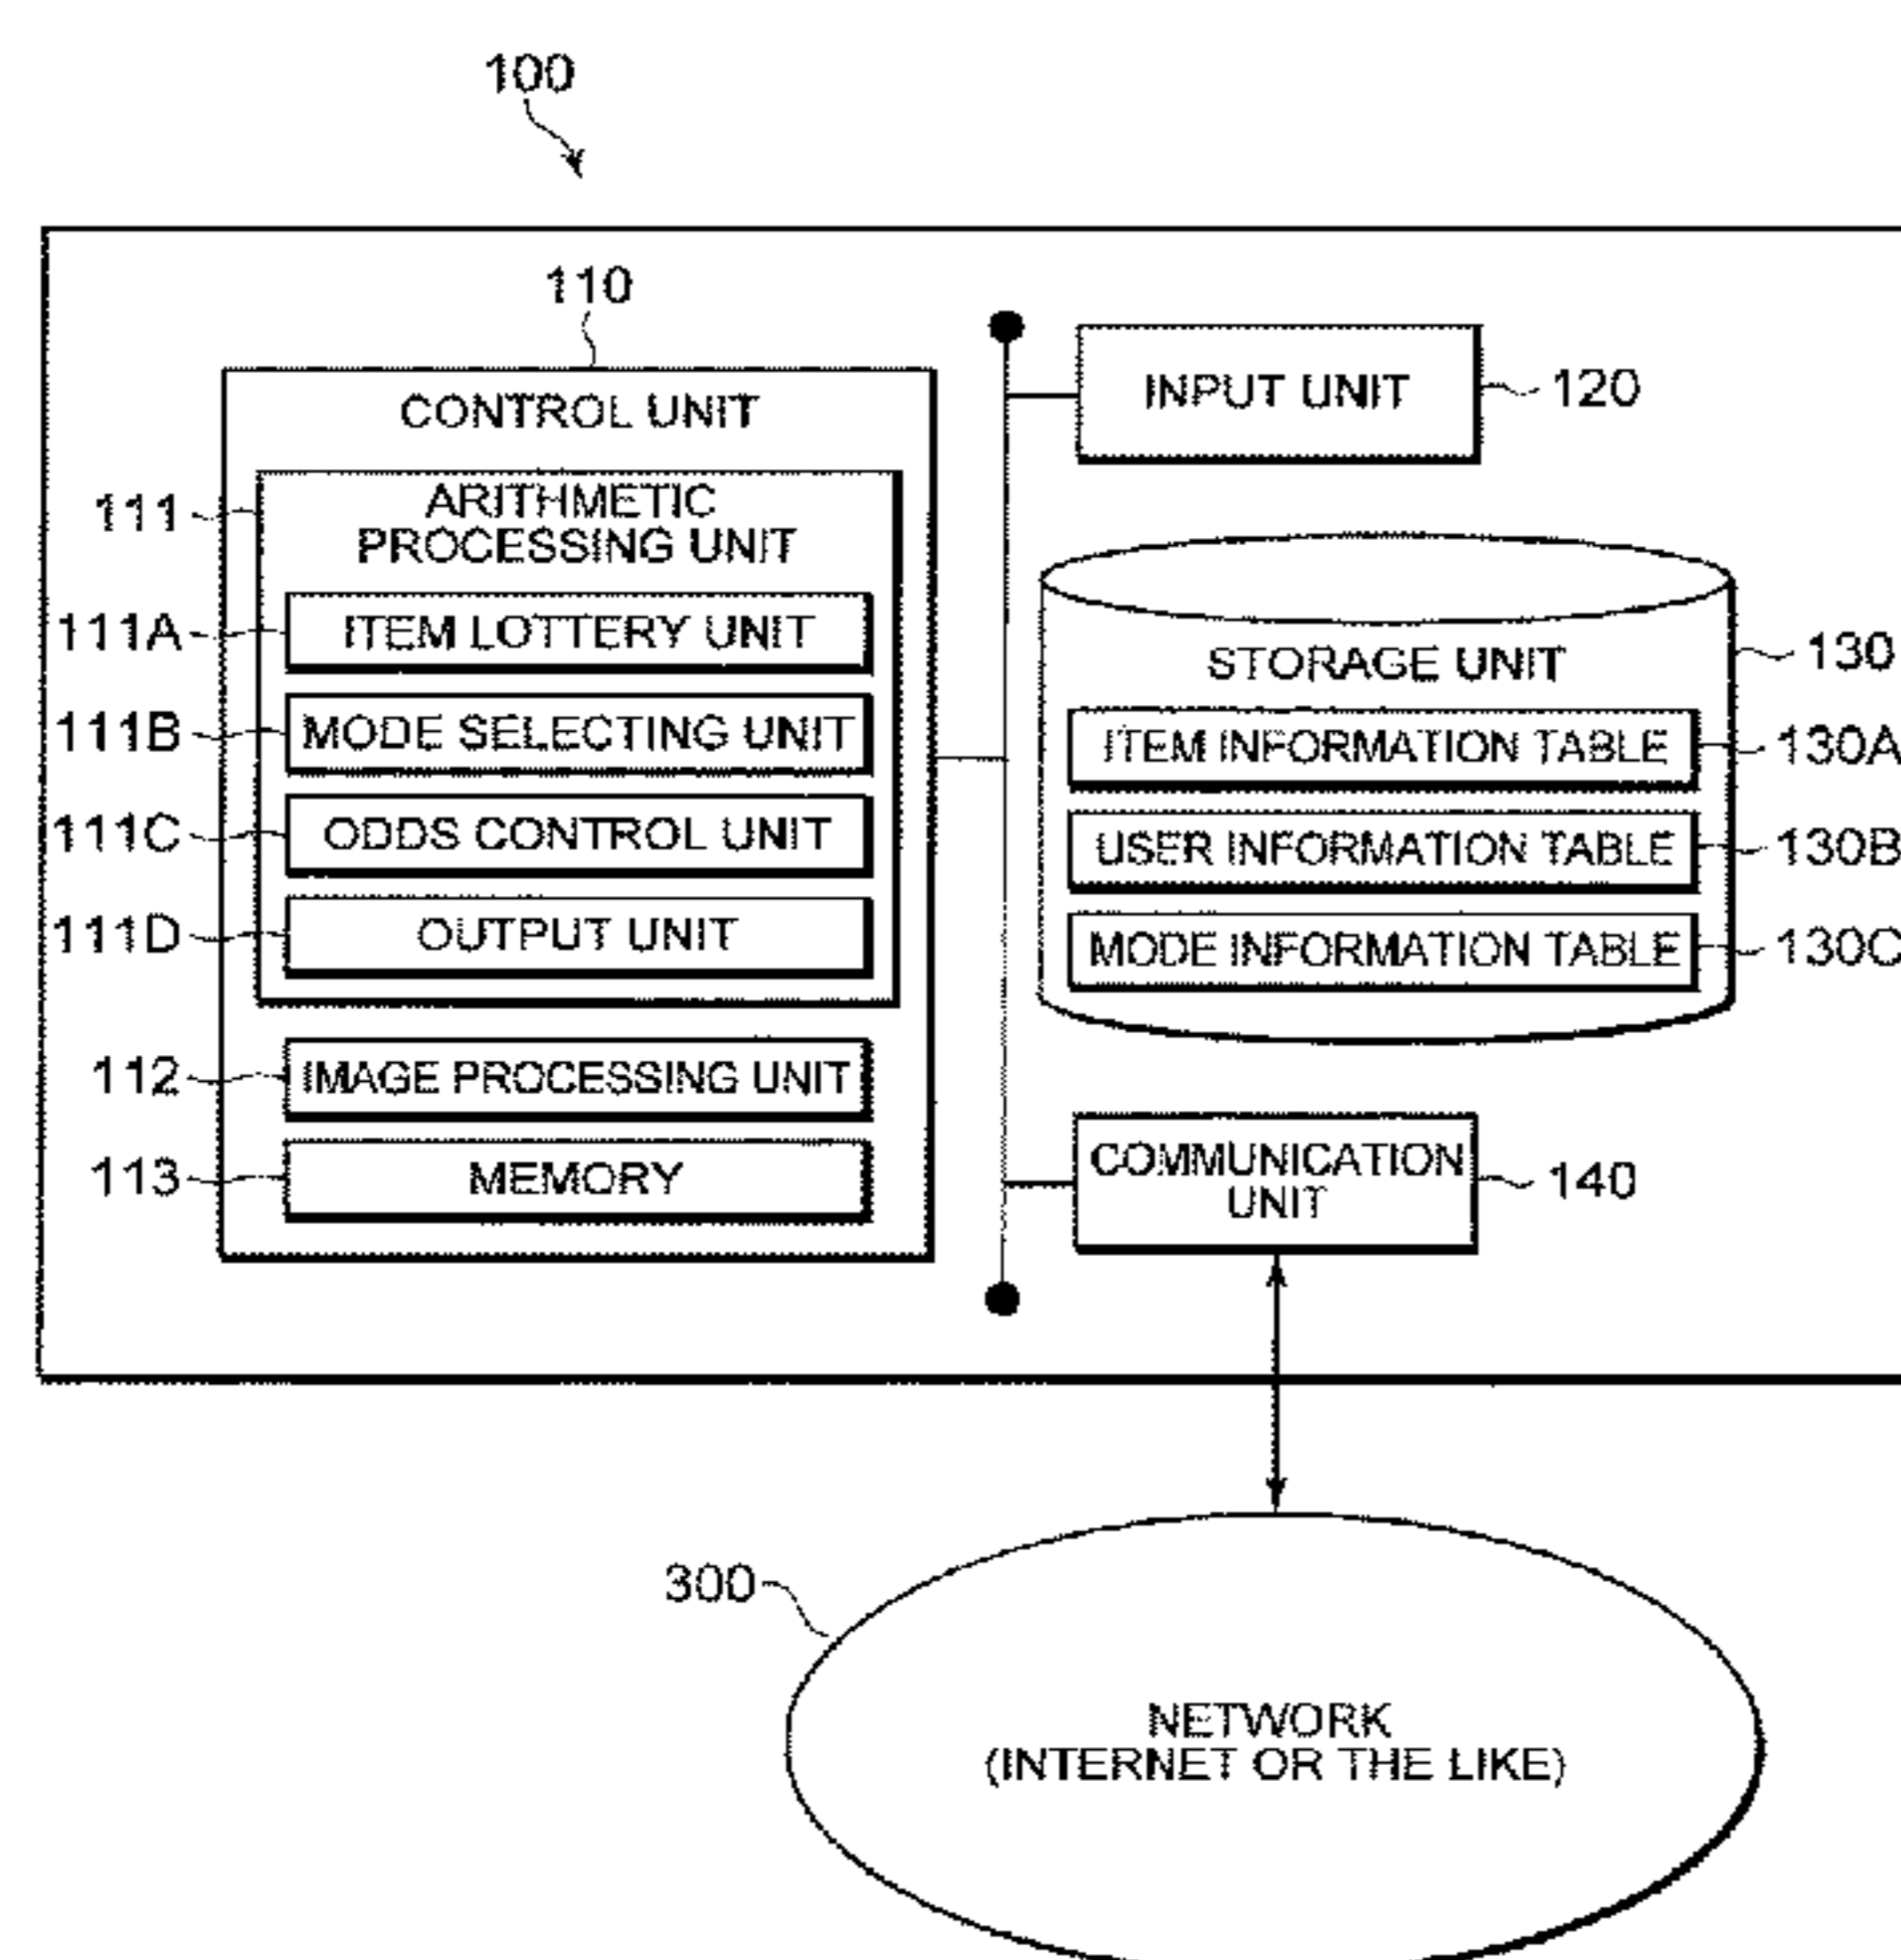 100
110
CONTROL UNIT
111
ARITHMETIC
PROCESSING UNIT
111A
ITEM LOTTERY UNIT
111B
MODE SELECTING UNIT
111C
ODDS CONTROL UNIT
111D
OUTPUT UNIT
112
IMAGE PROCESSING UNIT
113
MEMORY
INPUT UNIT
120
STORAGE UNIT
130
ITEM INFORMATION TABLE
130A
USER INFORMATION TABLE
130B
MODE INFORMATION TABLE
130C
COMMUNICATION
UNIT
140
300
NETWORK
(INTERNET OR THE LIKE)